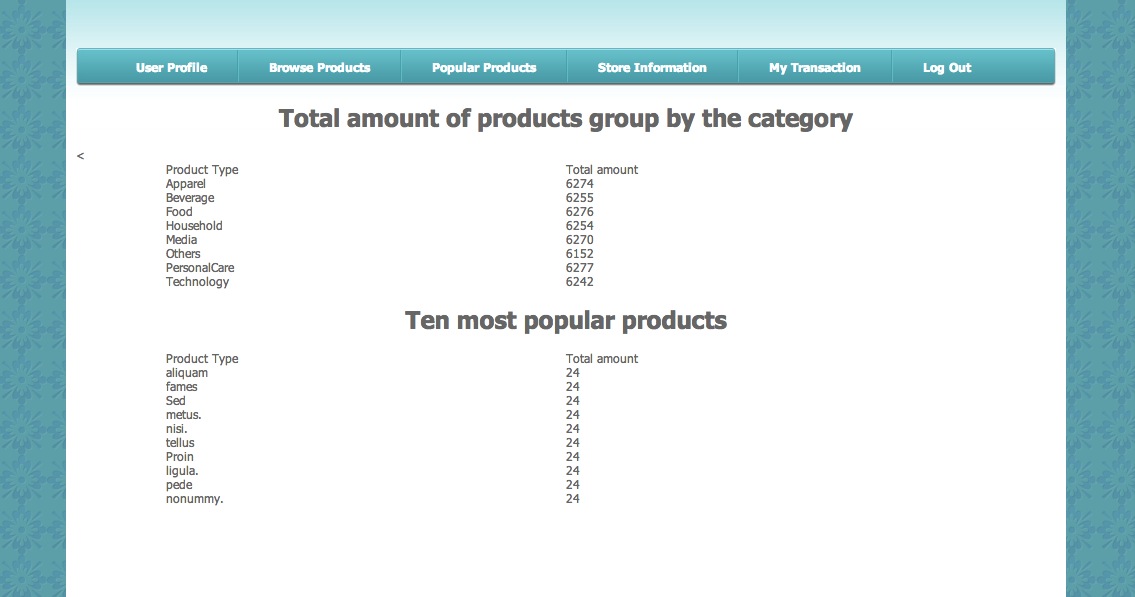 User Profile Browse Products Popular Products Store Information My Transaction Log Out
Total amount of products group by the category
<
Product Type Total amount
Apparel 6274
Beverage 6255
Food 6276
Household 6254
Media 6270
Others 6152
PersonalCare 6277
Technology 6242
Ten most popular products
Product Type Total amount
aliquam 24
fames 24
Sed 24
metus. 24
nisi. 24
tellus 24
Proin 24
ligula. 24
pede 24
nonummy. 24